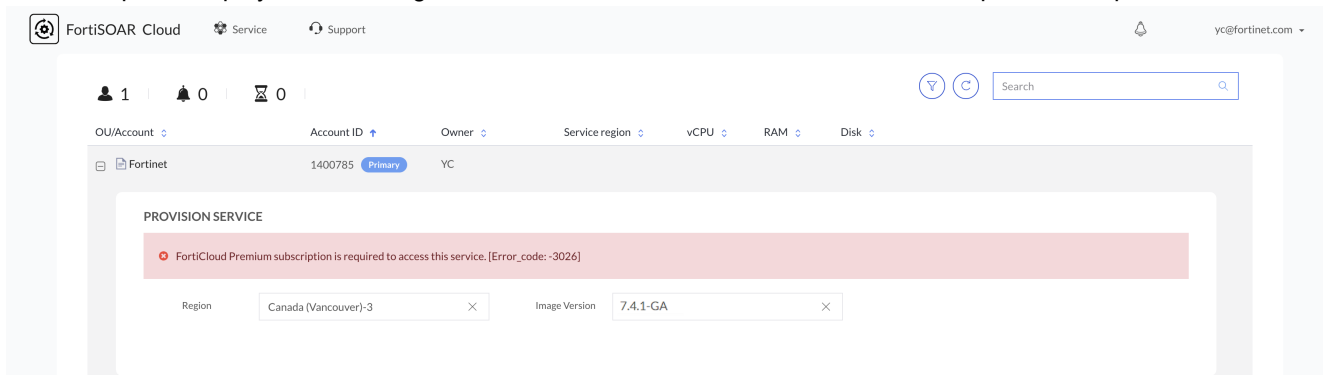 FortiSOAR Cloud Service Support yc@fortinet.com
1 0 0 Search
OU/Account Account ID Owner Service region vCPU RAM Disk
Fortinet 1400785 Primary YC
PROVISION SERVICE
FortiCloud Premium subscription is required to access this service. [Error_code: -3026]
Region Canada (Vancouver)-3 Image Version 7.4.1-GA